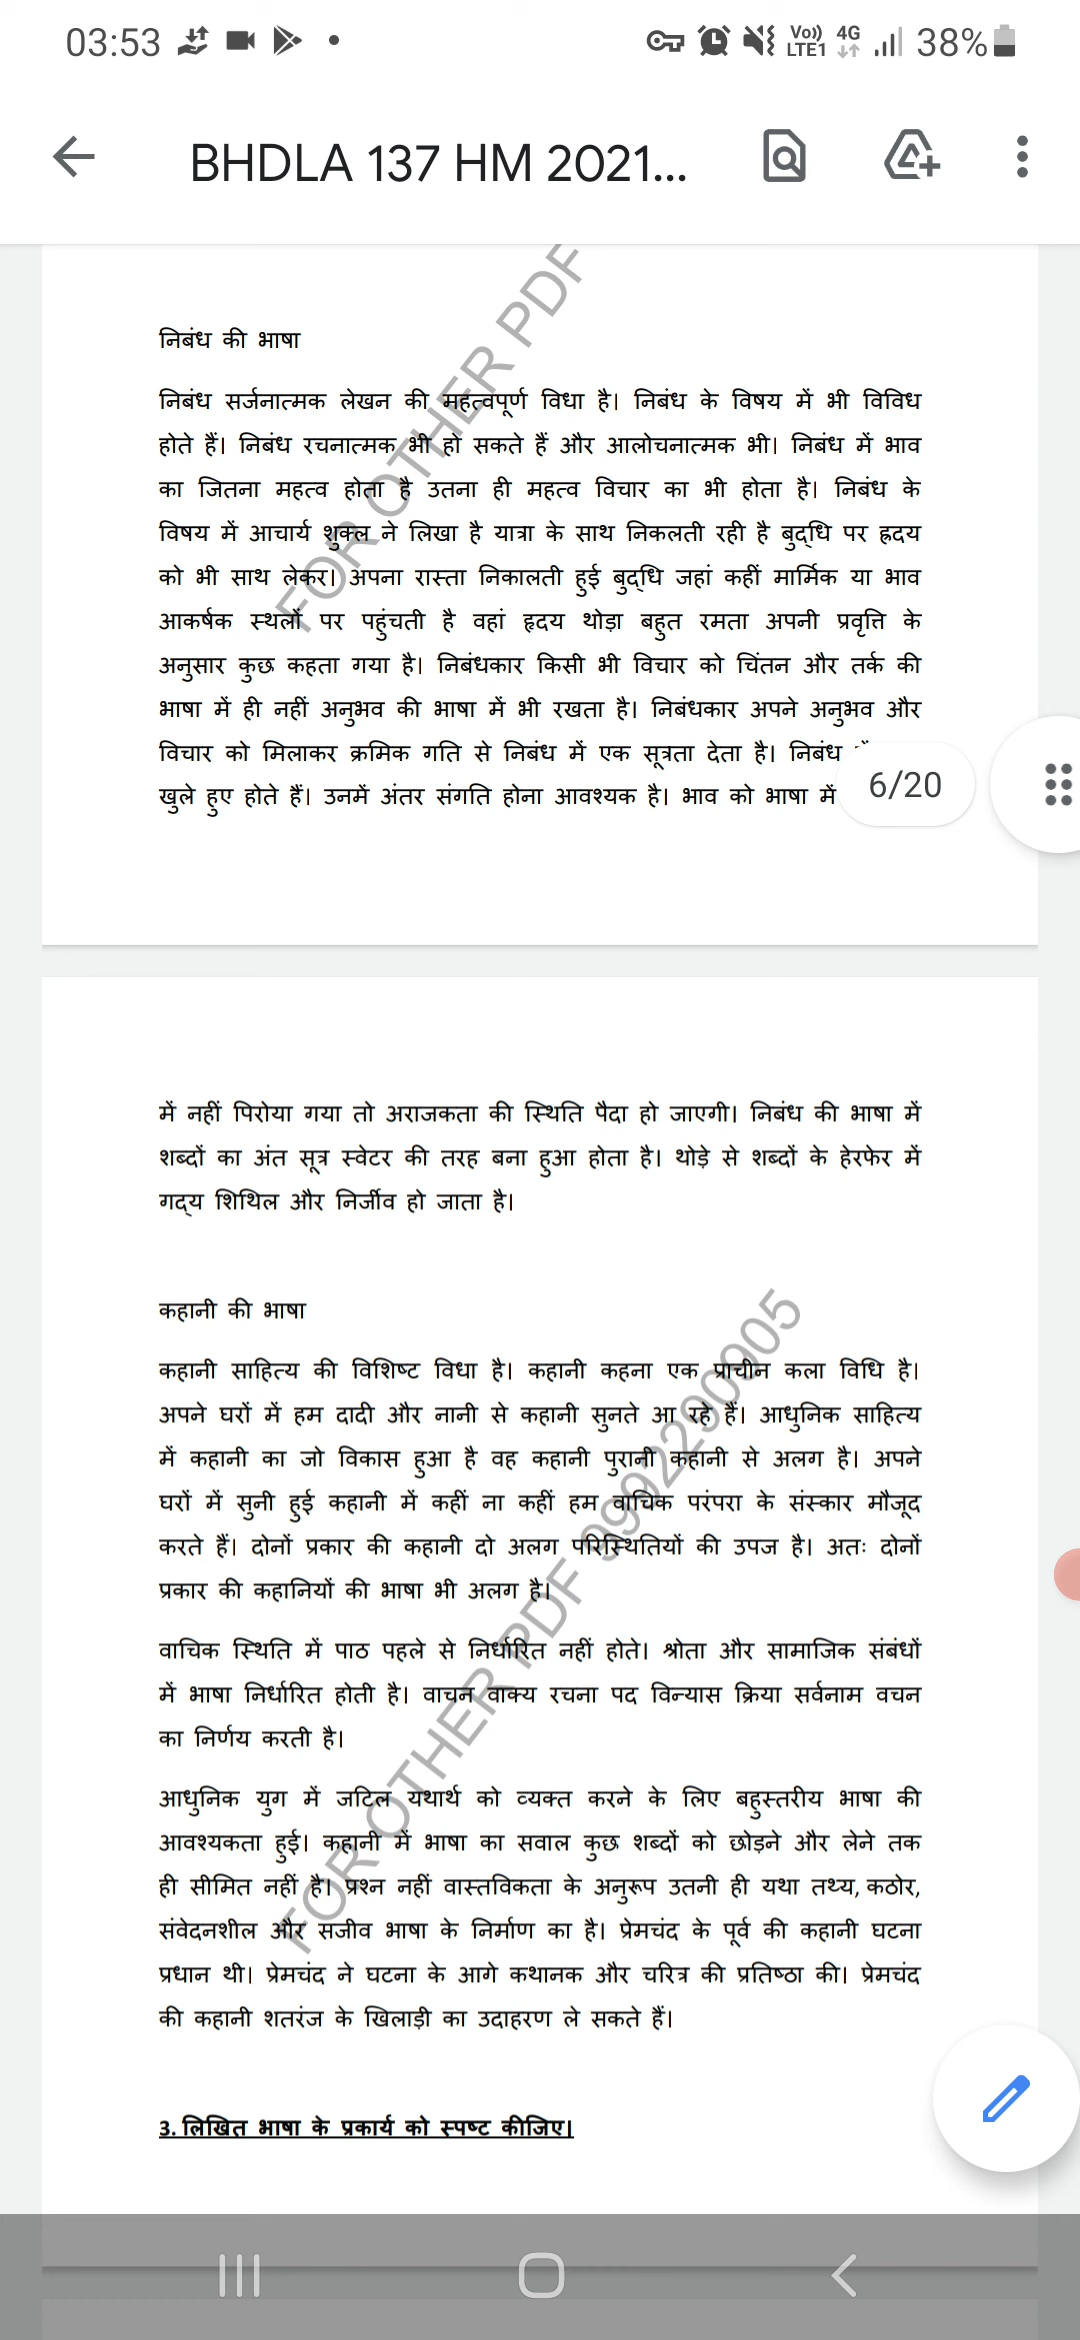 03:53
Vo)) LTE1 4G 38%
BHDLA 137 HM 2021...
FOR OTHER PDF
निबंध की भाषा
निबंध सर्जनात्मक लेखन की महत्वपूर्ण विधा है। निबंध के विषय में भी विविध
होते हैं। निबंध रचनात्मक भी हो सकते हैं और आलोचनात्मक भी। निबंध में भाव
का जितना महत्व होता है उतना ही महत्व विचार का भी होता है। निबंध के
विषय में आचार्य शुक्ल ने लिखा है यात्रा के साथ निकलती रही है बुद्धि पर ह्रदय
को भी साथ लेकर। अपना रास्ता निकालती हुई बुद्धि जहां कहीं मार्मिक या भाव
आकर्षक स्थलों पर पहुंचती है वहां हृदय थोड़ा बहुत रमता अपनी प्रवृत्ति के
अनुसार कुछ कहता गया है। निबंधकार किसी भी विचार को चिंतन और तर्क की
भाषा में ही नहीं अनुभव की भाषा में भी रखता है। निबंधकार अपने अनुभव और
विचार को मिलाकर क्रमिक गति से निबंध में एक सूत्रता देता है। निबंध
खुले हुए होते हैं। उनमें अंतर संगति होना आवश्यक है। भाव को भाषा में
6/20
में नहीं पिरोया गया तो अराजकता की स्थिति पैदा हो जाएगी। निबंध की भाषा में
शब्दों का अंत सूत्र स्वेटर की तरह बना हुआ होता है। थोड़े से शब्दों के हेरफेर में
गद्य शिथिल और निर्जीव हो जाता है।
FOR OTHER PDF 9992290905
कहानी की भाषा
कहानी साहित्य की विशिष्ट विधा है। कहानी कहना एक प्राचीन कला विधि है।
अपने घरों में हम दादी और नानी से कहानी सुनते आ रहे हैं। आधुनिक साहित्य
में कहानी का जो विकास हुआ है वह कहानी पुरानी कहानी से अलग है। अपने
घरों में सुनी हुई कहानी में कहीं ना कहीं हम वाचिक परंपरा के संस्कार मौजूद
करते हैं। दोनों प्रकार की कहानी दो अलग परिस्थितियों की उपज है। अतः दोनों
प्रकार की कहानियों की भाषा भी अलग है।
वाचिक स्थिति में पाठ पहले से निर्धारित नहीं होते। श्रोता और सामाजिक संबंधों
में भाषा निर्धारित होती है। वाचन वाक्य रचना पद विन्यास क्रिया सर्वनाम वचन
का निर्णय करती है।
आधुनिक युग में जटिल यथार्थ को व्यक्त करने के लिए बहुस्तरीय भाषा की
आवश्यकता हुई। कहानी में भाषा का सवाल कुछ शब्दों को छोड़ने और लेने तक
ही सीमित नहीं है। प्रश्न नहीं वास्तविकता के अनुरूप उतनी ही यथा तथ्य, कठोर,
संवेदनशील और सजीव भाषा के निर्माण का है। प्रेमचंद के पूर्व की कहानी घटना
प्रधान थी। प्रेमचंद ने घटना के आगे कथानक और चरित्र की प्रतिष्ठा की। प्रेमचंद
की कहानी शतरंज के खिलाड़ी का उदाहरण ले सकते हैं।
3. लिखित भाषा के प्रकार्य को स्पष्ट कीजिए।